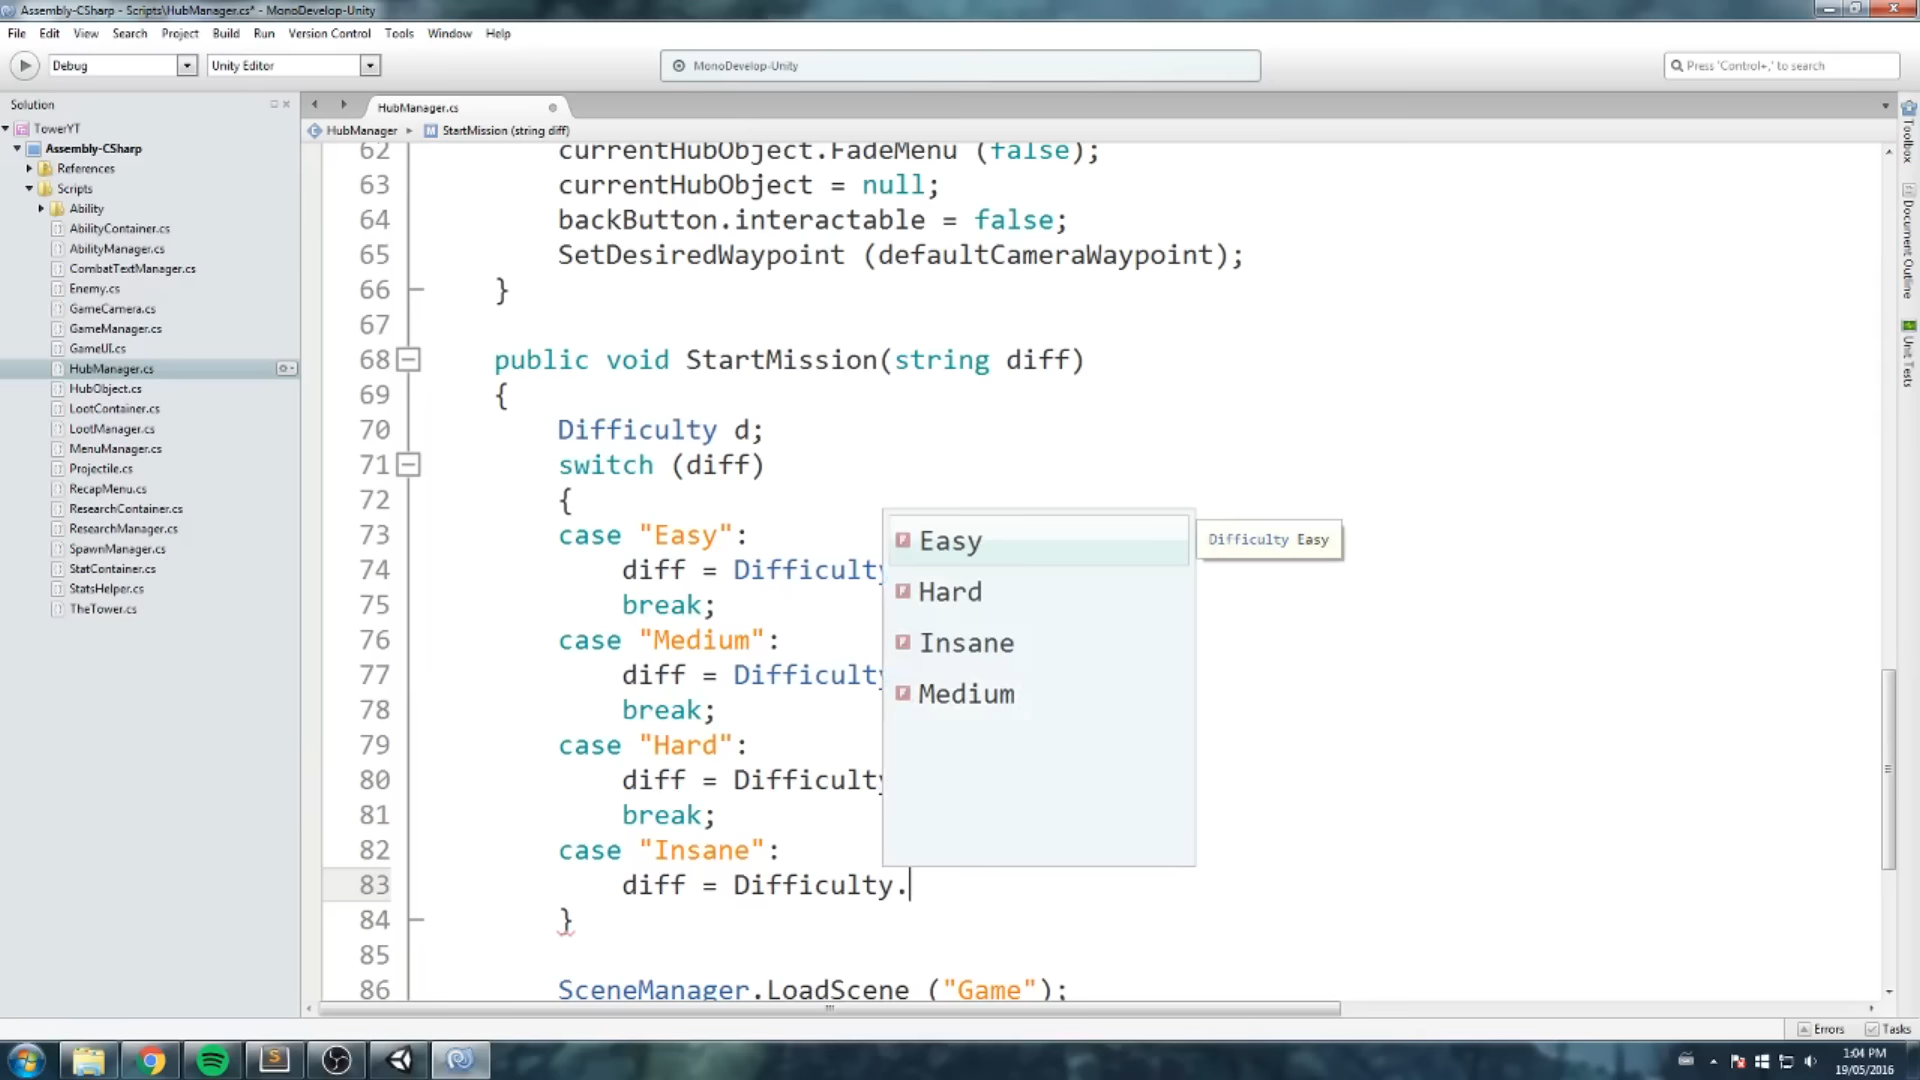 Assembly-CSharp - Scripts\HubManager.cs* - MonoDevelop-Unity
File Edit View Search Project Build Run Version Control Tools Window Help
Debug
Unity Editor
MonoDevelop-Unity
Press 'Control+,' to search
Solution
TowerYT
Assembly-CSharp
References
Scripts
Ability
AbilityContainer.cs
AbilityManager.cs
CombatTextManager.cs
Enemy.cs
GameCamera.cs
GameManager.cs
GameUI.cs
HubManager.cs
HubObject.cs
LootContainer.cs
LootManager.cs
MenuManager.cs
Projectile.cs
RecapMenu.cs
ResearchContainer.cs
ResearchManager.cs
SpawnManager.cs
StatContainer.cs
StatsHelper.cs
TheTower.cs
HubManager.cs
HubManager StartMission (string diff)
62 currentHubObject.FadeMenu (false);
63 currentHubObject = null;
64 backButton.interactable = false;
65 SetDesiredWaypoint (defaultCameraWaypoint);
66 }
67
68 public void StartMission(string diff)
69 {
70 Difficulty d;
71 switch (diff)
72 {
73 case "Easy":
74 diff = Difficulty
75 break;
76 case "Medium":
77 diff = Difficulty
78 break;
79 case "Hard":
80 diff = Difficulty
81 break;
82 case "Insane":
83 diff = Difficulty.
84 }
85
86 SceneManager.LoadScene ("Game");
Easy
Hard
Insane
Medium
Difficulty Easy
Toolbox
Document Outline
Unit Tests
Errors
Tasks
1:04 PM
19/05/2016